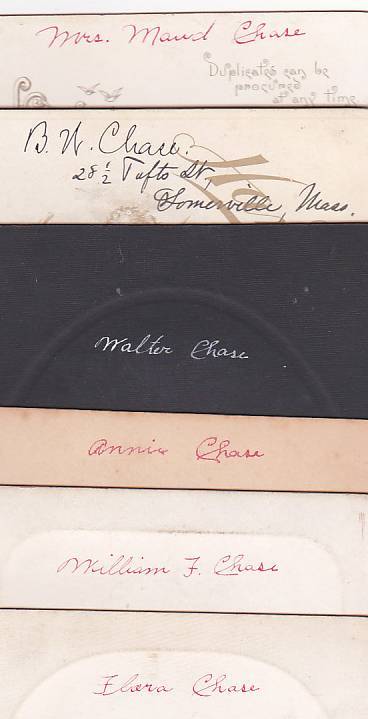 Mrs. Maud Chase
Duplicates can be
procured
at any time
B. W. Chase.
28 1/2 Tufts St,
Somerville, Mass.
Walter Chase
Annie Chase
William F. Chase
Flora Chase